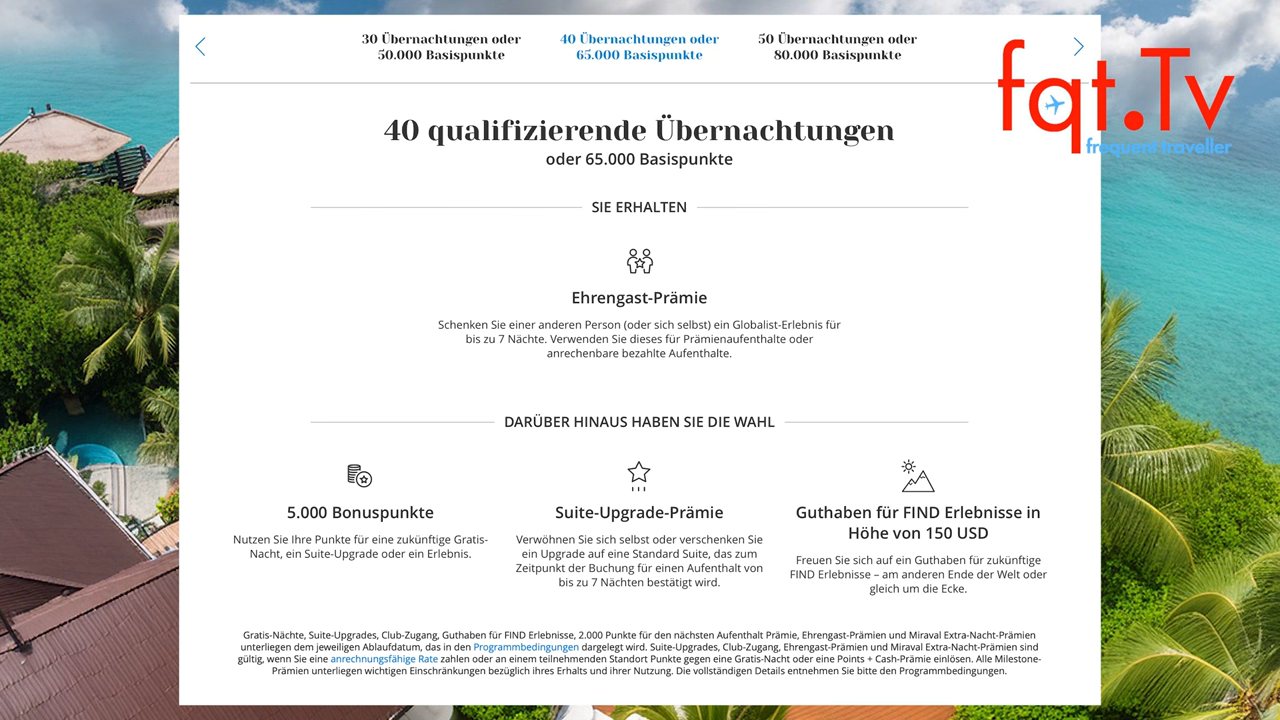 30 Übernachtungen oder
50.000 Basispunkte
40 Übernachtungen oder
65.000 Basispunkte
50 Übernachtungen oder
80.000 Basispunkte
fqt.Tv
frequent traveller
40 qualifizierende Übernachtungen
oder 65.000 Basispunkte
SIE ERHALTEN
Ehrengast-Prämie
Schenken Sie einer anderen Person (oder sich selbst) ein Globalist-Erlebnis für
bis zu 7 Nächte. Verwenden Sie dieses für Prämienaufenthalte oder
anrechenbare bezahlte Aufenthalte.
DARÜBER HINAUS HABEN SIE DIE WAHL
5.000 Bonuspunkte
Nutzen Sie Ihre Punkte für eine zukünftige Gratis-
Nacht, ein Suite-Upgrade oder ein Erlebnis.
Suite-Upgrade-Prämie
Verwöhnen Sie sich selbst oder verschenken Sie
ein Upgrade auf eine Standard Suite, das zum
Zeitpunkt der Buchung für einen Aufenthalt von
bis zu 7 Nächten bestätigt wird.
Guthaben für FIND Erlebnisse in
Höhe von 150 USD
Freuen Sie sich auf ein Guthaben für zukünftige
FIND Erlebnisse – am anderen Ende der Welt oder
gleich um die Ecke.
Gratis-Nächte, Suite-Upgrades, Club-Zugang, Guthaben für FIND Erlebnisse, 2.000 Punkte für den nächsten Aufenthalt Prämie, Ehrengast-Prämien und Miraval Extra-Nacht-Prämien
unterliegen dem jeweiligen Ablaufdatum, das in den Programmbedingungen dargelegt wird. Suite-Upgrades, Club-Zugang, Ehrengast-Prämien und Miraval Extra-Nacht-Prämien sind
gültig, wenn Sie eine anrechnungsfähige Rate zahlen oder an einem teilnehmenden Standort Punkte gegen eine Gratis-Nacht oder eine Points + Cash-Prämie einlösen. Alle Milestone-
Prämien unterliegen wichtigen Einschränkungen bezüglich ihres Erhalts und ihrer Nutzung. Die vollständigen Details entnehmen Sie bitte den Programmbedingungen.